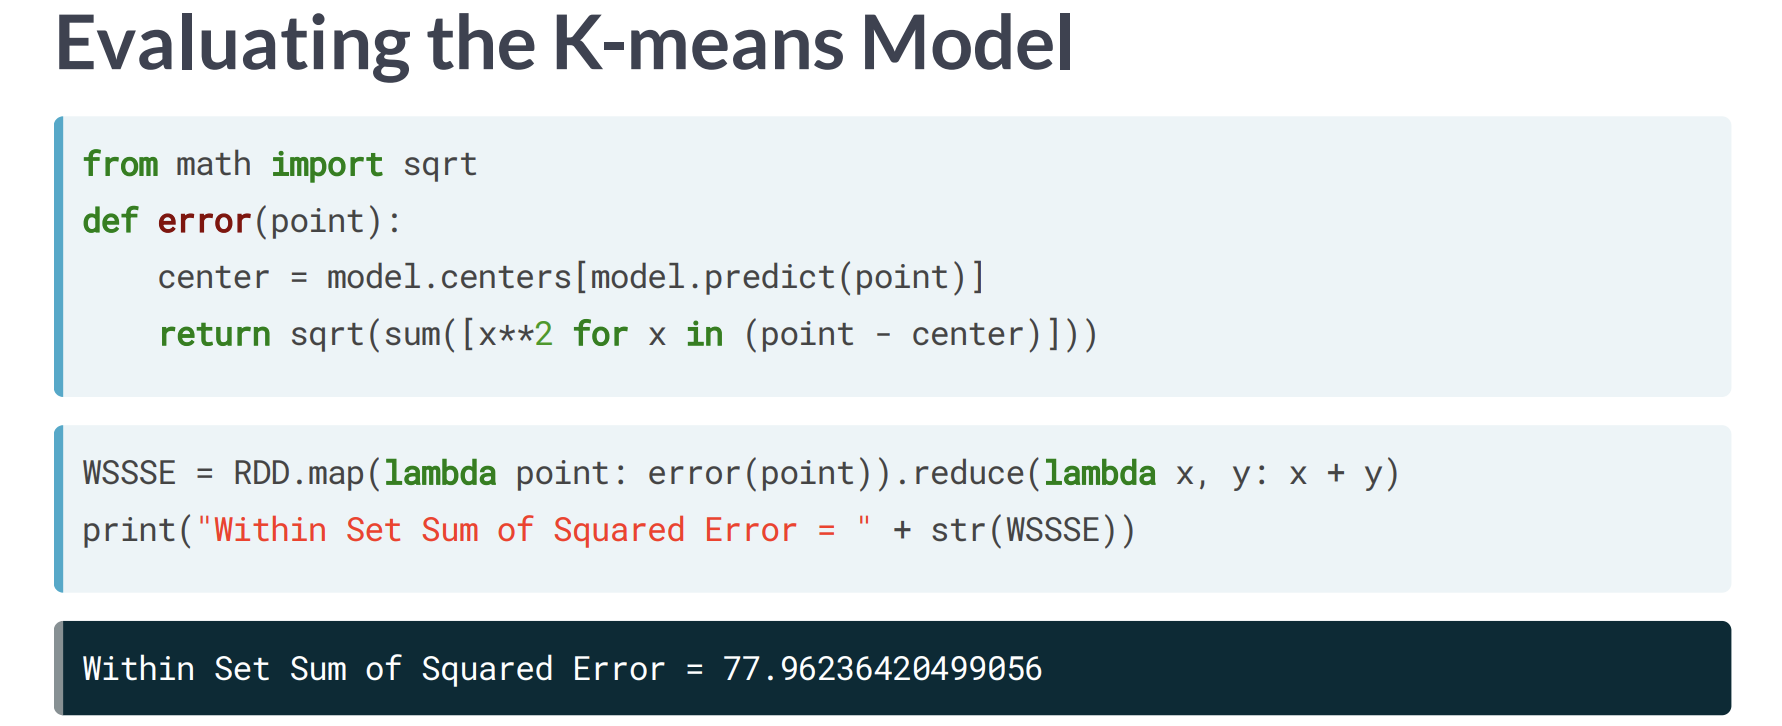 Evaluating the K-means Model
from math import sqrt
def error(point):
    center = model.centers[model.predict(point)]
    return sqrt(sum([x**2 for x in (point - center)]))
WSSSE = RDD.map(lambda point: error(point)).reduce(lambda x, y: x + y)
print("Within Set Sum of Squared Error = " + str(WSSSE))
Within Set Sum of Squared Error = 77.96236420499056